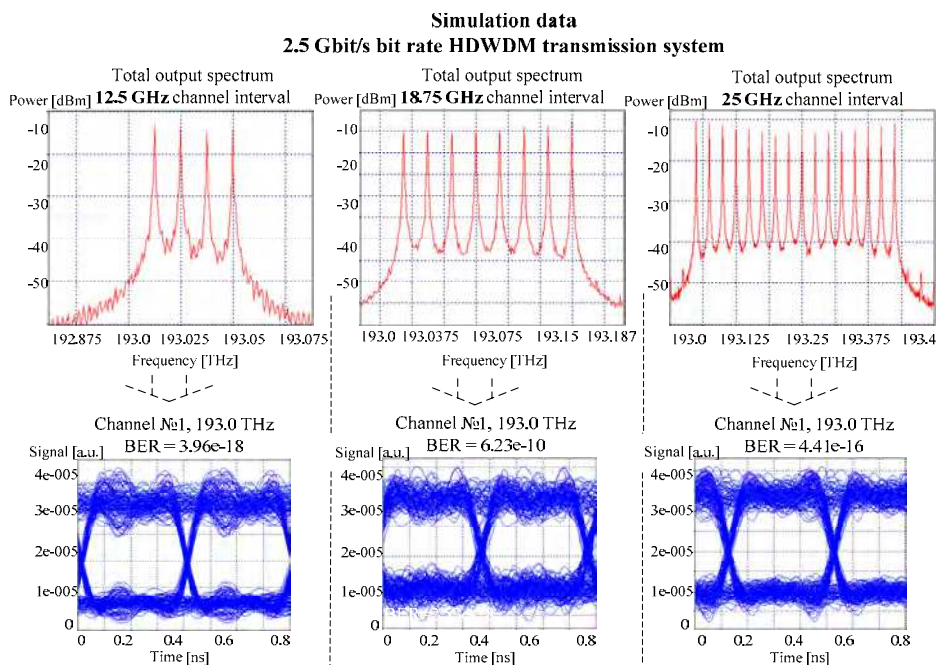 Simulation data
2.5 Gbit/s bit rate HDWDM transmission system
Total output spectrum
Power [dBm] 12.5 GHz channel interval
-10
-20
-30
-40
-50
192.875 193.0 193.025 193.05 193.075
Frequency [THz]
Total output spectrum
Power [dBm] 18.75 GHz channel interval
-10
-20
-30
-40
-50
193.0 193.0375 193.075 193.15 193.187
Frequency [THz]
Total output spectrum
Power [dBm] 25 GHz channel interval
-10
-20
-30
-40
-50
193.0 193.125 193.25 193.375 193.4
Frequency [THz]
Channel №1, 193.0 THz
BER = 3.96e-18
Signal [a.u.]
4e-005
3e-005
2e-005
1e-005
0
0 0.2 0.4 0.6 0.8
Time [ns]
Channel №1, 193.0 THz
BER = 6.23e-10
Signal [a.u.]
4e-005
3e-005
2e-005
1e-005
0
0 0.2 0.4 0.6 0.8
Time [ns]
Channel №1, 193.0 THz
BER = 4.41e-16
Signal [a.u.]
4e-005
3e-005
2e-005
1e-005
0
0 0.2 0.4 0.6 0.8
Time [ns]